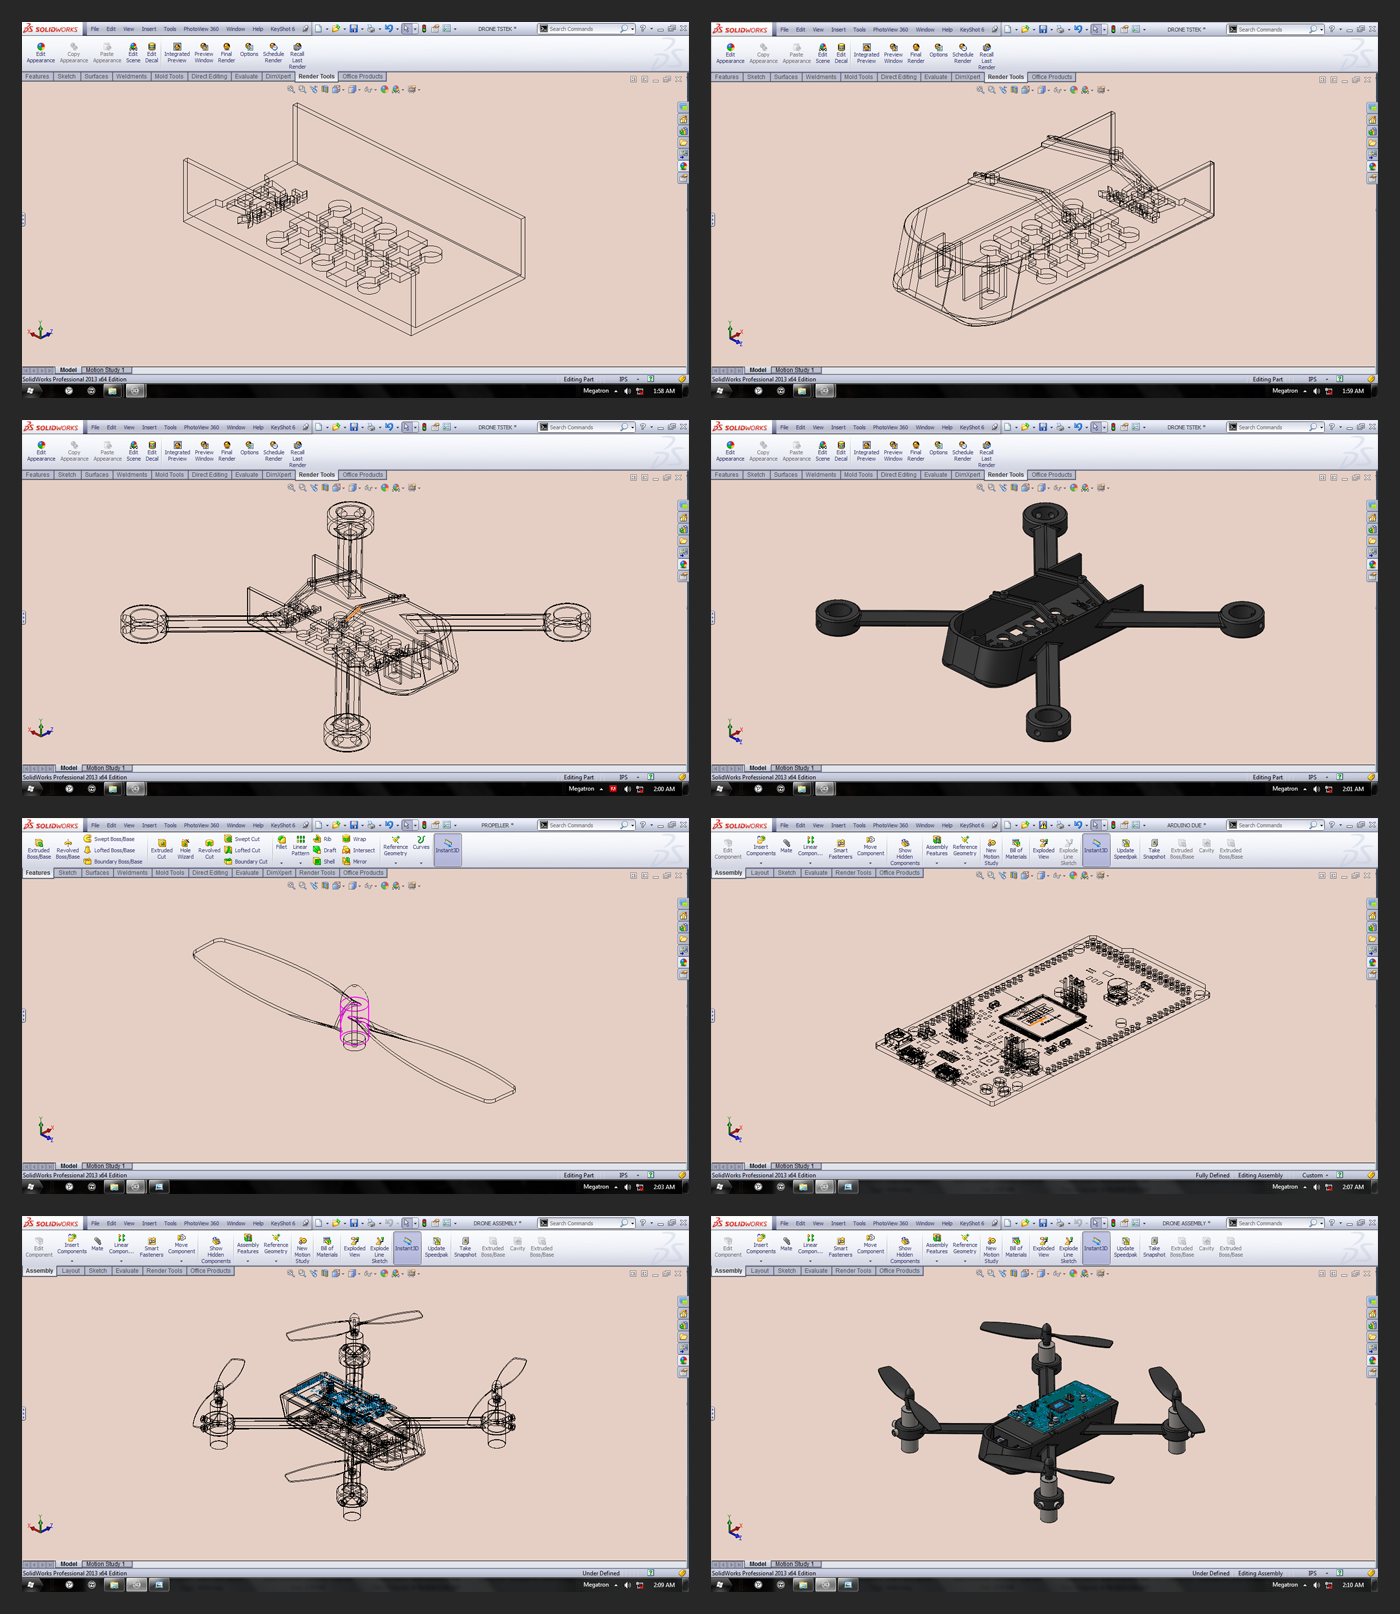 SOLIDWORKS File Edit View Insert Tools PhotoView 360 Window Help KeyShot 6 DRONE TSTEK * Search Commands
Edit Appearance Copy Appearance Paste Appearance Edit Scene Edit Decal Integrated Preview Preview Window Final Render Options Schedule Render Recall Last Render
Features Sketch Surfaces Weldments Mold Tools Direct Editing Evaluate DimXpert Render Tools Office Products
Model Motion Study 1
SolidWorks Professional 2013 x64 Edition Editing Part IPS
Megatron 1:58 AM
SOLIDWORKS File Edit View Insert Tools PhotoView 360 Window Help KeyShot 6 DRONE TSTEK * Search Commands
Edit Appearance Copy Appearance Paste Appearance Edit Scene Edit Decal Integrated Preview Preview Window Final Render Options Schedule Render Recall Last Render
Features Sketch Surfaces Weldments Mold Tools Direct Editing Evaluate DimXpert Render Tools Office Products
Model Motion Study 1
SolidWorks Professional 2013 x64 Edition Editing Part IPS
Megatron 1:59 AM
SOLIDWORKS File Edit View Insert Tools PhotoView 360 Window Help KeyShot 6 DRONE TSTEK * Search Commands
Edit Appearance Copy Appearance Paste Appearance Edit Scene Edit Decal Integrated Preview Preview Window Final Render Options Schedule Render Recall Last Render
Features Sketch Surfaces Weldments Mold Tools Direct Editing Evaluate DimXpert Render Tools Office Products
Model Motion Study 1
SolidWorks Professional 2013 x64 Edition Editing Part IPS
Megatron 2:00 AM
SOLIDWORKS File Edit View Insert Tools PhotoView 360 Window Help KeyShot 6 DRONE TSTEK * Search Commands
Edit Appearance Copy Appearance Paste Appearance Edit Scene Edit Decal Integrated Preview Preview Window Final Render Options Schedule Render Recall Last Render
Features Sketch Surfaces Weldments Mold Tools Direct Editing Evaluate DimXpert Render Tools Office Products
Model Motion Study 1
SolidWorks Professional 2013 x64 Edition Editing Part IPS
Megatron 2:01 AM
SOLIDWORKS File Edit View Insert Tools PhotoView 360 Window Help KeyShot 6 PROPELLER * Search Commands
Extruded Boss/Base Revolved Boss/Base Swept Boss/Base Lofted Boss/Base Boundary Boss/Base Extruded Cut Hole Wizard Revolved Cut Swept Cut Lofted Cut Boundary Cut Fillet Linear Pattern Rib Draft Shell Wrap Intersect Mirror Reference Geometry Curves Instant3D
Features Sketch Surfaces Weldments Mold Tools Direct Editing Evaluate DimXpert Render Tools Office Products
Model Motion Study 1
SolidWorks Professional 2013 x64 Edition Editing Part IPS
Megatron 2:03 AM
SOLIDWORKS File Edit View Insert Tools PhotoView 360 Window Help KeyShot 6 ARDUINO DUE * Search Commands
Edit Component Insert Components Mate Linear Compon... Smart Fasteners Move Component Show Hidden Components Assembly Features Reference Geometry New Motion Study Bill of Materials Exploded View Explode Line Sketch Instant3D Update Speedpak Take Snapshot Extruded Boss/Base Cavity Extruded Boss/Base
Assembly Layout Sketch Evaluate Render Tools Office Products
Model Motion Study 1
SolidWorks Professional 2013 x64 Edition Fully Defined Editing Assembly Custom
Megatron 2:07 AM
SOLIDWORKS File Edit View Insert Tools PhotoView 360 Window Help KeyShot 6 DRONE ASSEMBLY * Search Commands
Edit Component Insert Components Mate Linear Compon... Smart Fasteners Move Component Show Hidden Components Assembly Features Reference Geometry New Motion Study Bill of Materials Exploded View Explode Line Sketch Instant3D Update Speedpak Take Snapshot Extruded Boss/Base Cavity Extruded Boss/Base
Assembly Layout Sketch Evaluate Render Tools Office Products
Model Motion Study 1
SolidWorks Professional 2013 x64 Edition Under Defined
Megatron 2:09 AM
SOLIDWORKS File Edit View Insert Tools PhotoView 360 Window Help KeyShot 6 DRONE ASSEMBLY * Search Commands
Edit Component Insert Components Mate Linear Compon... Smart Fasteners Move Component Show Hidden Components Assembly Features Reference Geometry New Motion Study Bill of Materials Exploded View Explode Line Sketch Instant3D Update Speedpak Take Snapshot Extruded Boss/Base Cavity Extruded Boss/Base
Assembly Layout Sketch Evaluate Render Tools Office Products
Model Motion Study 1
SolidWorks Professional 2013 x64 Edition Under Defined Editing Assembly IPS
Megatron 2:10 AM